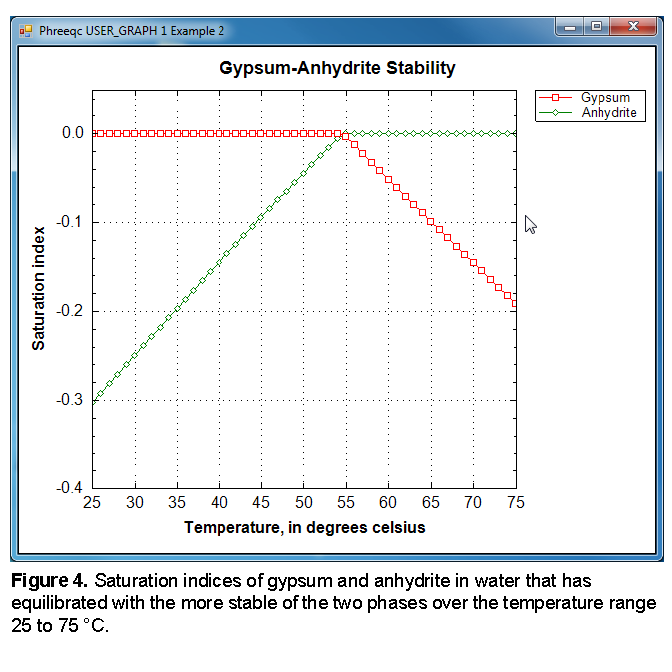 Phreeqc USER_GRAPH 1 Example 2
Gypsum-Anhydrite Stability
Gypsum
Anhydrite
0.0
-0.1
-0.2
-0.3
-0.4
Saturation index
25 30 35 40 45 50 55 60 65 70 75
Temperature, in degrees celsius
Figure 4. Saturation indices of gypsum and anhydrite in water that has
equilibrated with the more stable of the two phases over the temperature range
25 to 75 °C.